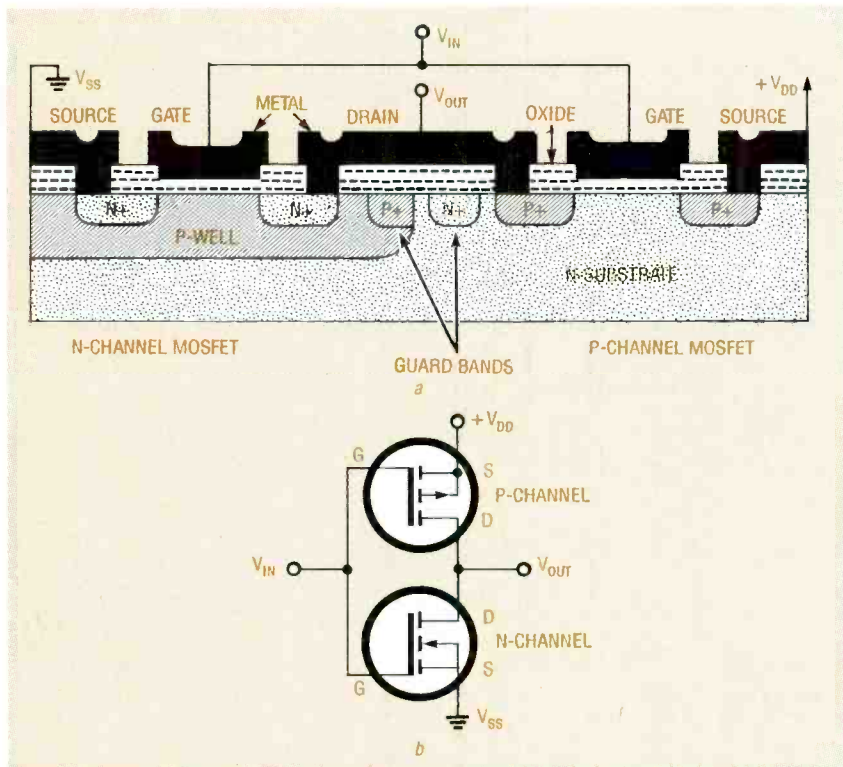 V_IN
V_SS
+V_DD
SOURCE GATE METAL DRAIN V_OUT OXIDE GATE SOURCE
N+ N+ P+ N+ P+ P+
P-WELL
N-SUBSTRATE
N-CHANNEL MOSFET P-CHANNEL MOSFET
GUARD BANDS
a
+V_DD
G S
P-CHANNEL
D
V_IN V_OUT
D
N-CHANNEL
G S
V_SS
b